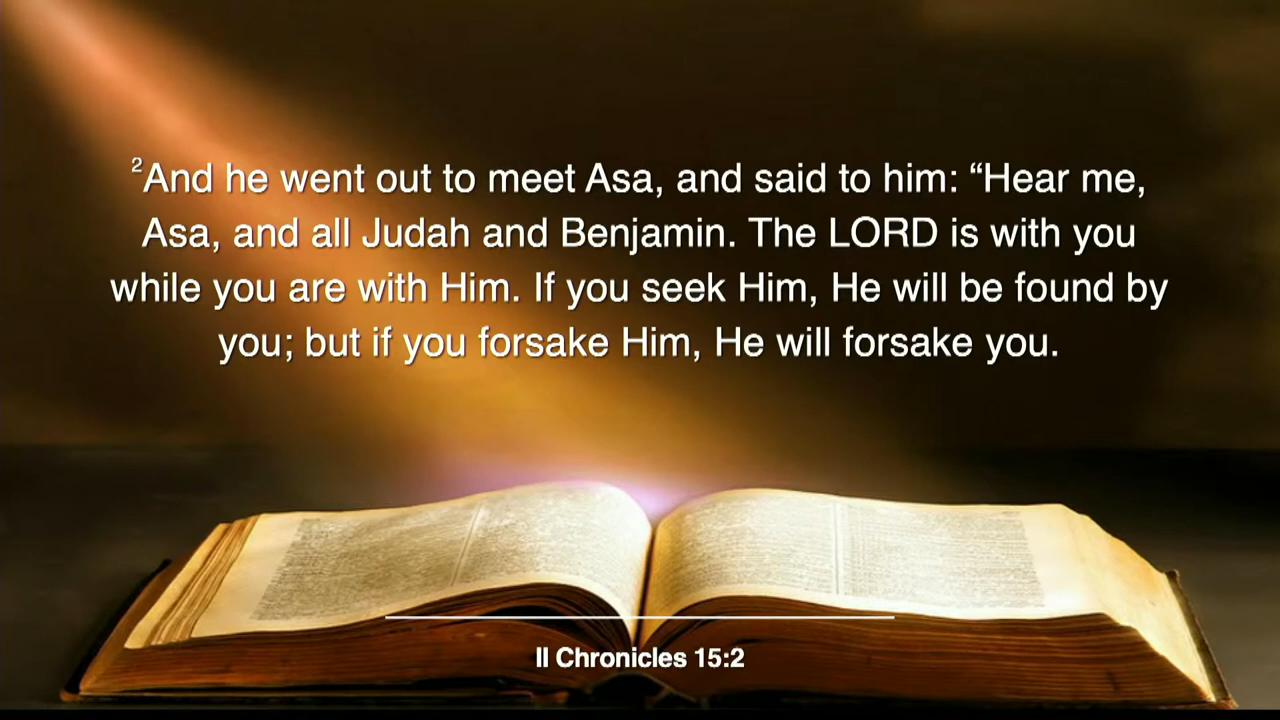 ²And he went out to meet Asa, and said to him: “Hear me,
Asa, and all Judah and Benjamin. The LORD is with you
while you are with Him. If you seek Him, He will be found by
you; but if you forsake Him, He will forsake you.
II Chronicles 15:2